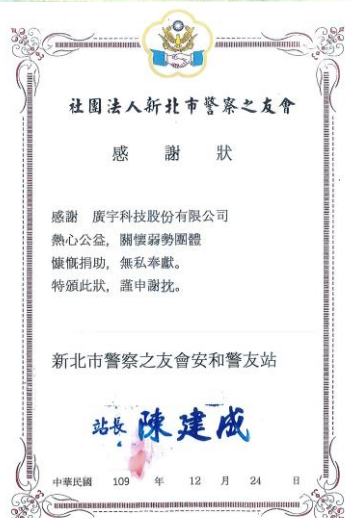 社團法人新北市警察之友會
感謝狀
感謝 廣宇科技股份有限公司
熱心公益, 關懷弱勢團體
慷慨捐助, 無私奉獻。
特頒此狀, 謹申謝忱。
新北市警察之友會安和警友站
站長 陳建成
中華民國 109 年 12 月 24 日